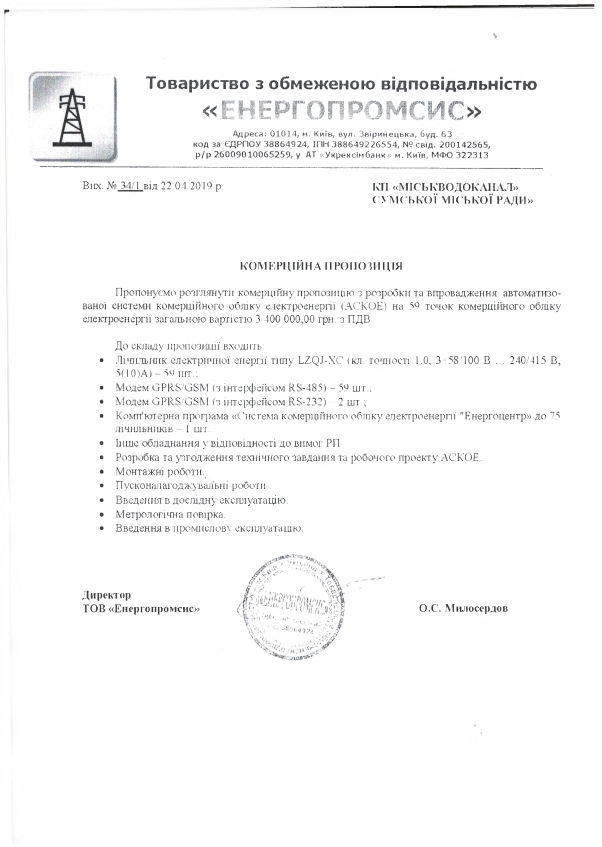 Товариство з обмеженою відповідальністю
«ЕНЕРГОПРОМСИС»
Адреса: 01014, м. Київ, вул. Звіринецька, буд. 63
код за ЄДРПОУ 38864924, ІПН 388649226554, № свід. 200142565,
р/р 26009010065259, у АТ «Укрексімбанк» м. Київ, МФО 322313
Вих. № 34/1 від 22.04.2019 р.
КП «МІСЬКВОДОКАНАЛ»
СУМСЬКОЇ МІСЬКОЇ РАДИ»
КОМЕРЦІЙНА ПРОПОЗИЦІЯ
Пропонуємо розглянути комерційну пропозицію з розробки та впровадження автоматизо-
ваної системи комерційного обліку електроенергії (АСКОЕ) на 59 точок комерційного обліку
електроенергії загальною вартістю 3 400 000,00 грн. з ПДВ.
До складу пропозиції входить:
• Лічильник електричної енергії типу LZQJ-XC (кл. точності 1.0, 3×58/100 В ... 240/415 В,
5(10)А) – 59 шт.;
• Модем GPRS/GSM (із інтерфейсом RS-485) – 59 шт.;
• Модем GPRS/GSM (із інтерфейсом RS-232) – 2 шт.;
• Комп'ютерна програма «Система комерційного обліку електроенергії "Енергоцентр» до 75
лічильників – 1 шт.
• Інше обладнання у відповідності до вимог РП
• Розробка та узгодження технічного завдання та робочого проекту АСКОЕ.
• Монтажні роботи.
• Пусконалагоджувальні роботи.
• Введення в дослідну експлуатацію.
• Метрологічна повірка.
• Введення в промислову експлуатацію.
Директор
ТОВ «Енергопромсис»
О.С. Милосердов